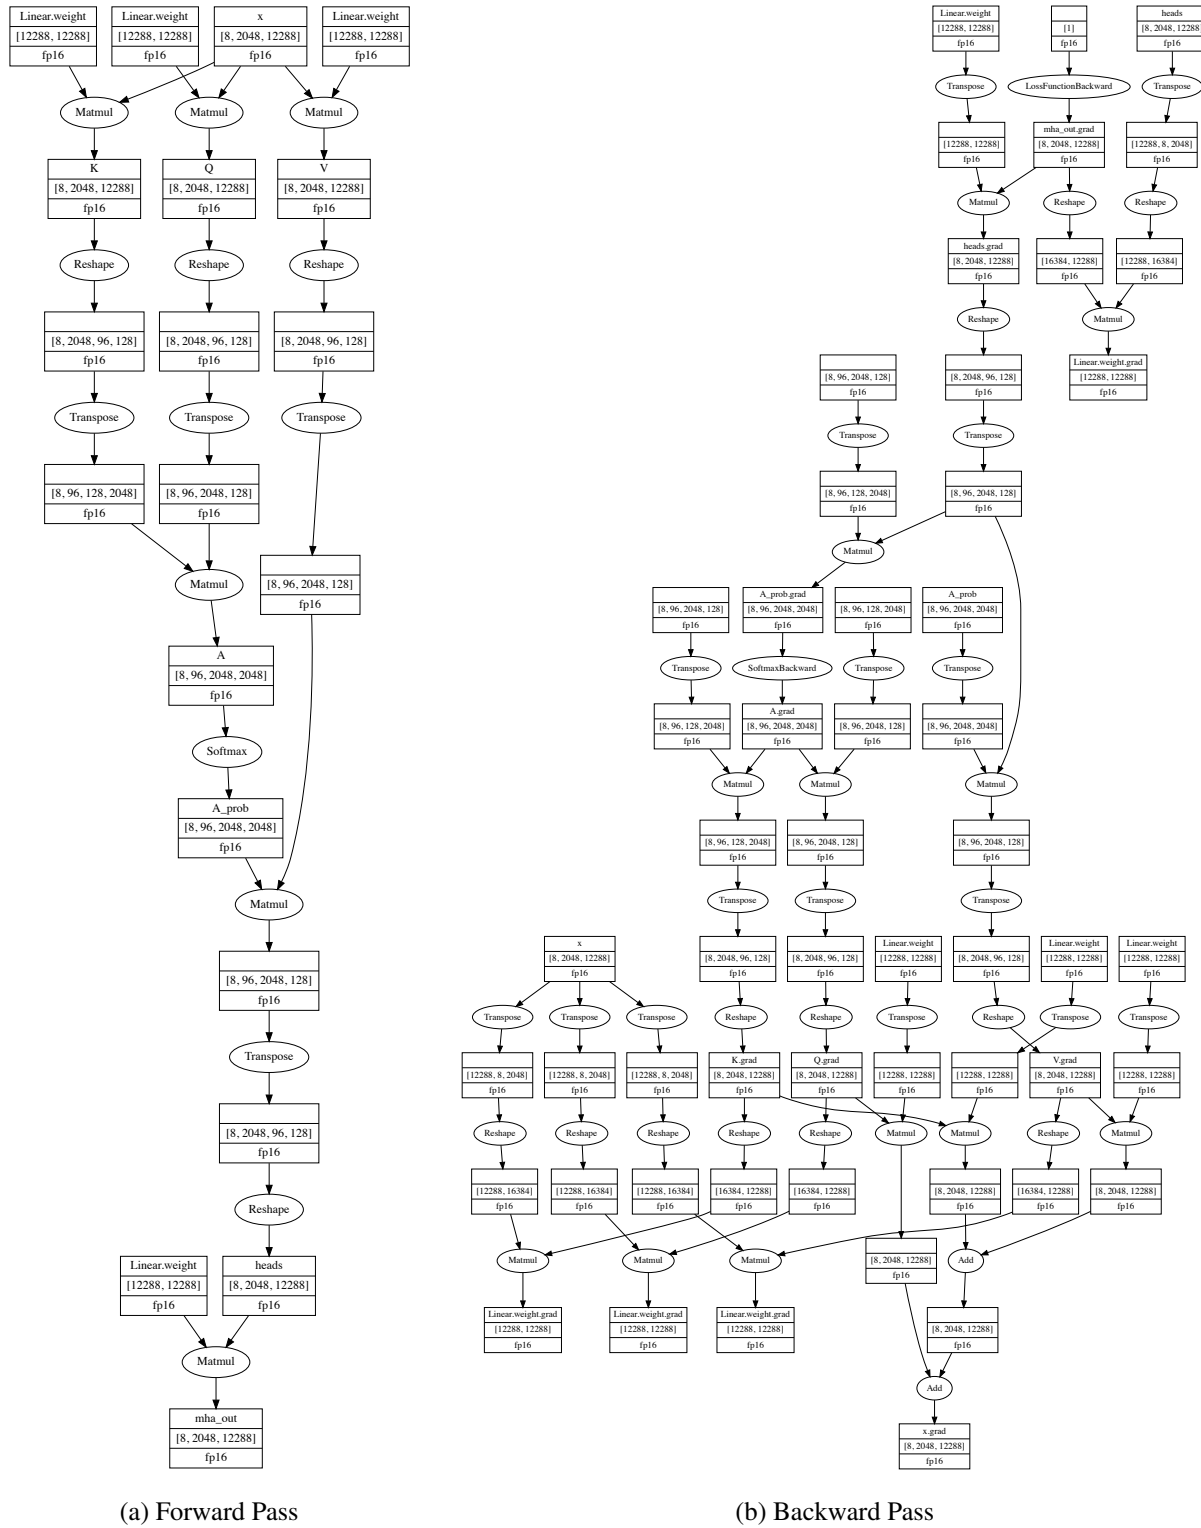 Linear.weight Linear.weight x Linear.weight
[12288, 12288] [12288, 12288] [8, 2048, 12288] [12288, 12288]
fp16 fp16 fp16 fp16
Matmul Matmul Matmul
K Q V
[8, 2048, 12288] [8, 2048, 12288] [8, 2048, 12288]
fp16 fp16 fp16
Reshape Reshape Reshape
[8, 2048, 96, 128] [8, 2048, 96, 128] [8, 2048, 96, 128]
fp16 fp16 fp16
Transpose Transpose Transpose
[8, 96, 128, 2048] [8, 96, 2048, 128]
fp16 fp16
[8, 96, 2048, 128]
Matmul
fp16
A
[8, 96, 2048, 2048]
fp16
Softmax
A_prob
[8, 96, 2048, 2048]
fp16
Matmul
[8, 96, 2048, 128]
fp16
Transpose
[8, 2048, 96, 128]
fp16
Reshape
Linear.weight heads
[12288, 12288] [8, 2048, 12288]
fp16 fp16
Matmul
mha_out
[8, 2048, 12288]
fp16
(a) Forward Pass
Linear.weight heads
[12288, 12288] [1] [8, 2048, 12288]
fp16 fp16 fp16
Transpose LossFunctionBackward Transpose
mha_out.grad
[12288, 12288] [8, 2048, 12288] [12288, 8, 2048]
fp16 fp16 fp16
Matmul Reshape Reshape
heads.grad
[8, 2048, 12288] [16384, 12288] [12288, 16384]
fp16 fp16 fp16
Reshape Matmul
Linear.weight.grad
[8, 96, 2048, 128] [8, 2048, 96, 128] [12288, 12288]
fp16 fp16 fp16
Transpose Transpose
[8, 96, 128, 2048] [8, 96, 2048, 128]
fp16 fp16
Matmul
A_prob.grad A_prob
[8, 96, 2048, 128] [8, 96, 2048, 2048] [8, 96, 128, 2048] [8, 96, 2048, 2048]
fp16 fp16 fp16 fp16
Transpose SoftmaxBackward Transpose Transpose
A.grad
[8, 96, 128, 2048] [8, 96, 2048, 2048] [8, 96, 2048, 128] [8, 96, 2048, 2048]
fp16 fp16 fp16 fp16
Matmul Matmul Matmul
[8, 96, 128, 2048] [8, 96, 2048, 128] [8, 96, 2048, 128]
fp16 fp16 fp16
Transpose Transpose Transpose
x Linear.weight Linear.weight Linear.weight
[8, 2048, 12288] [8, 2048, 96, 128] [8, 2048, 96, 128] [12288, 12288] [8, 2048, 96, 128] [12288, 12288] [12288, 12288]
fp16 fp16 fp16 fp16 fp16 fp16 fp16
Transpose Transpose Transpose Reshape Reshape Transpose Reshape Transpose Transpose
K.grad Q.grad V.grad
[12288, 8, 2048] [12288, 8, 2048] [12288, 8, 2048] [8, 2048, 12288] [8, 2048, 12288] [12288, 12288] [12288, 12288] [8, 2048, 12288] [12288, 12288]
fp16 fp16 fp16 fp16 fp16 fp16 fp16 fp16 fp16
Reshape Reshape Reshape Reshape Reshape Matmul Matmul Reshape Matmul
[12288, 16384] [12288, 16384] [12288, 16384] [16384, 12288] [16384, 12288] [8, 2048, 12288] [16384, 12288] [8, 2048, 12288]
fp16 fp16 fp16 fp16 fp16 fp16 fp16 fp16
Matmul Matmul Matmul [8, 2048, 12288] Add
fp16
Linear.weight.grad Linear.weight.grad Linear.weight.grad
[12288, 12288] [12288, 12288] [12288, 12288] [8, 2048, 12288]
fp16 fp16 fp16 fp16
Add
x.grad
[8, 2048, 12288]
fp16
(b) Backward Pass